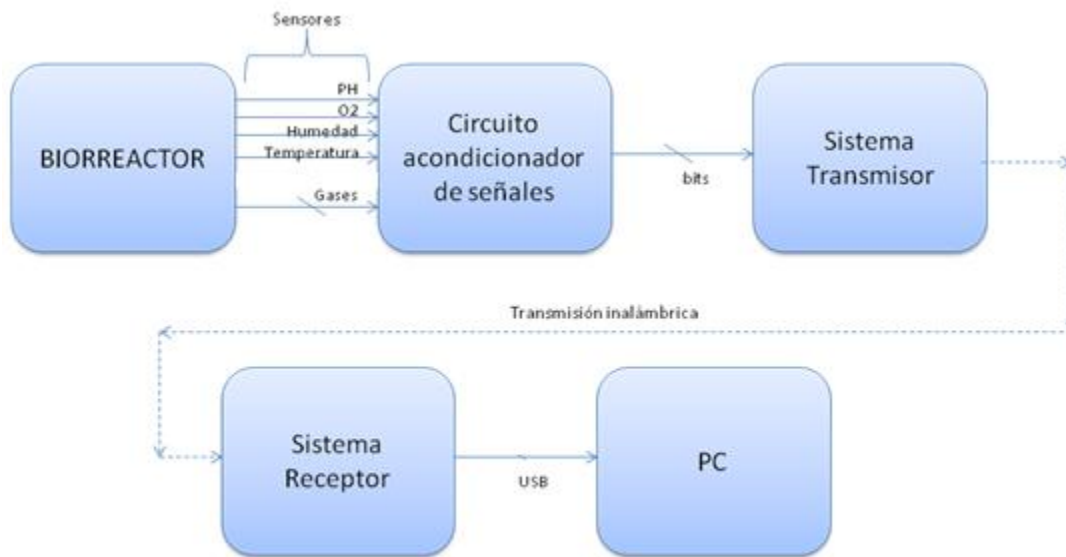 Sensores
BIORREACTOR
PH
O2
Humedad
Temperatura
Gases
Circuito
acondicionador
de señales
bits
Sistema
Transmisor
Transmisión inalámbrica
Sistema
Receptor
USB
PC